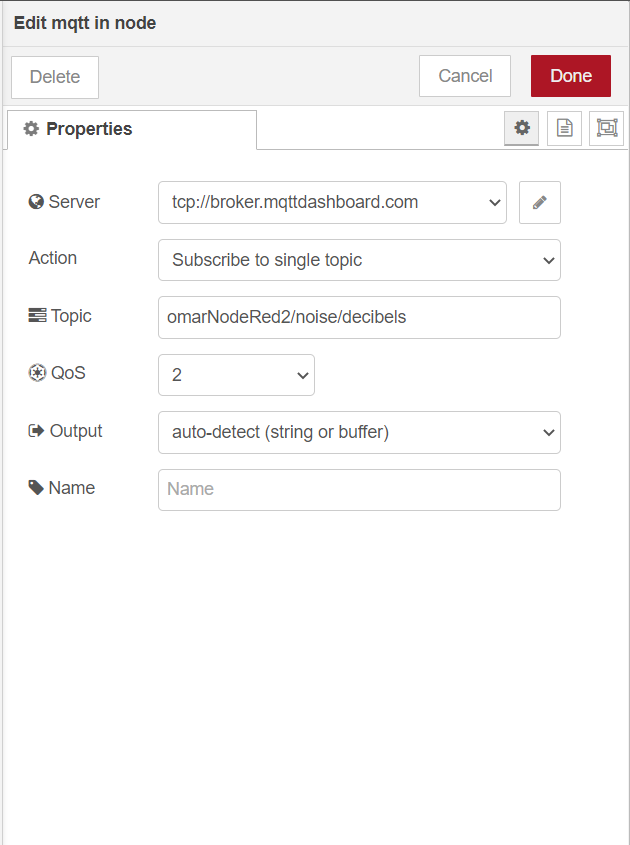 Edit mqtt in node
Delete
Cancel
Done
Properties
Server
tcp://broker.mqttdashboard.com
Action
Subscribe to single topic
Topic
omarNodeRed2/noise/decibels
QoS
2
Output
auto-detect (string or buffer)
Name
Name